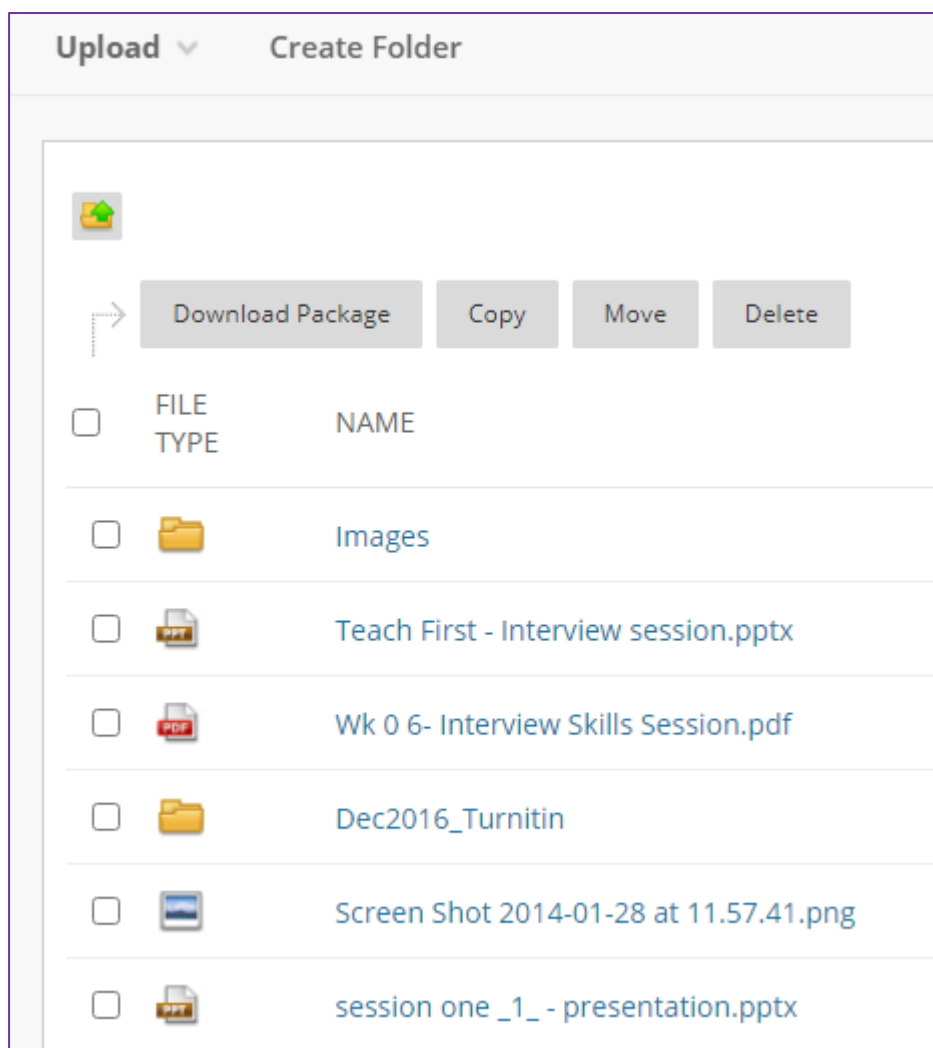 Upload Create Folder
Download Package Copy Move Delete
FILE
TYPE
NAME
Images
PPT Teach First - Interview session.pptx
PDF Wk 0 6- Interview Skills Session.pdf
Dec2016_Turnitin
Screen Shot 2014-01-28 at 11.57.41.png
PPT session one _1_ - presentation.pptx